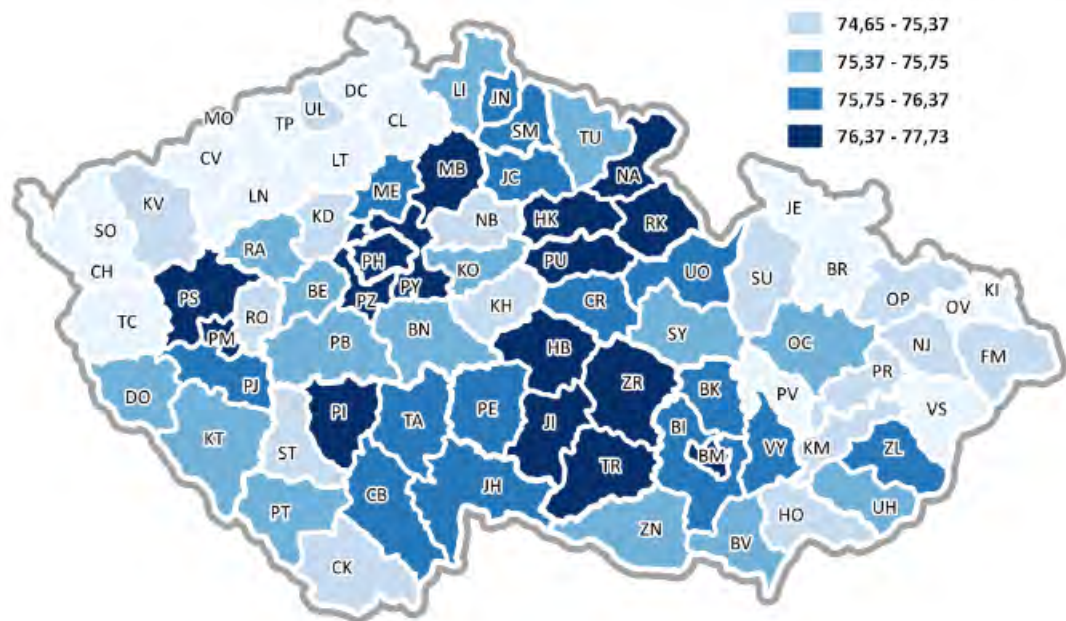 74,65 - 75,37
75,37 - 75,75
75,75 - 76,37
76,37 - 77,73
DC
LI
JN
MO
UL
TP
CL
SM
TU
CV
LT
MB
NA
ME
JC
LN
KV
KD
NB
HK
RK
JE
SO
RA
PH
KO
PU
UO
BR
CH
PS
BE
PZ
PY
SU
OP
KI
OV
TC
RO
KH
CR
PM
PB
BN
HB
SY
OC
NJ
FM
PJ
PR
DO
ZR
BK
PV
VS
PI
TA
PE
JI
BI
KT
ST
BM
VY
KM
ZL
TR
CB
JH
PT
ZN
HO
UH
BV
CK